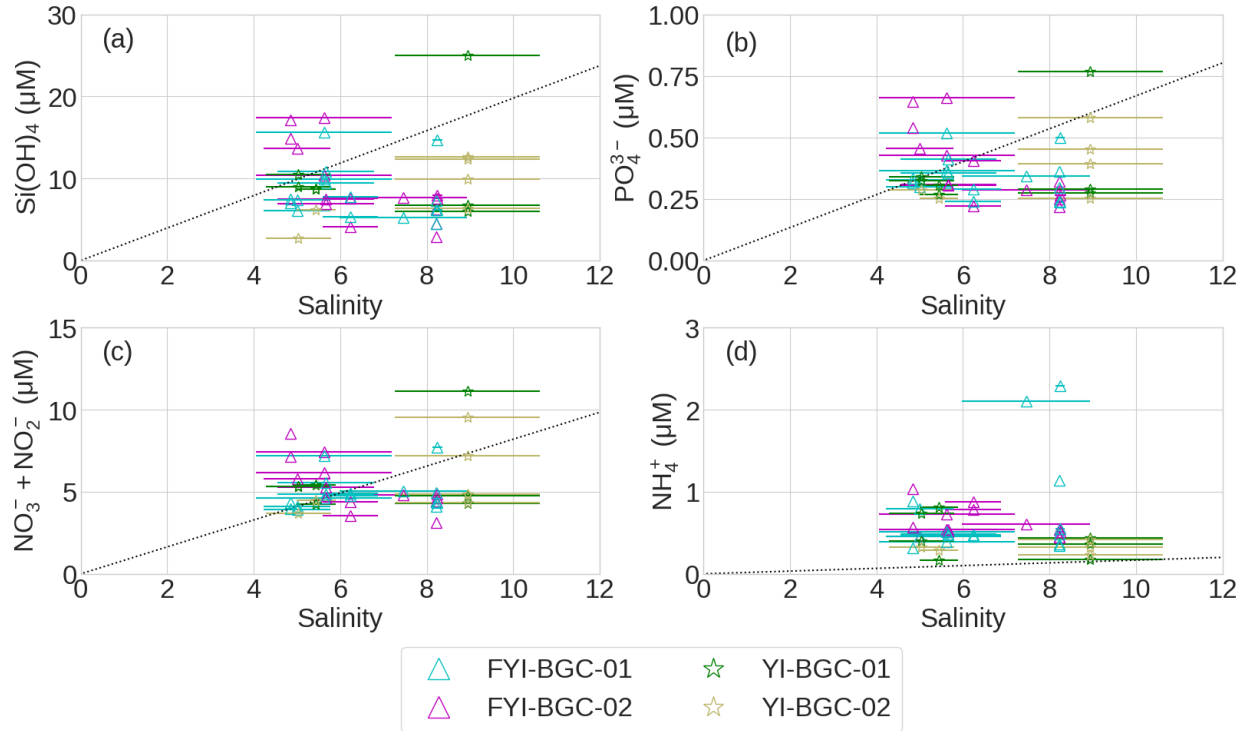 (a)
Si(OH)₄ (μM)
30
20
10
0
0 2 4 6 8 10 12
Salinity
(b)
PO₄³⁻ (μM)
1.00
0.75
0.50
0.25
0.00
0 2 4 6 8 10 12
Salinity
(c)
NO₃⁻ + NO₂⁻ (μM)
15
10
5
0
0 2 4 6 8 10 12
Salinity
(d)
NH₄⁺ (μM)
3
2
1
0
0 2 4 6 8 10 12
Salinity
FYI-BGC-01
FYI-BGC-02
YI-BGC-01
YI-BGC-02